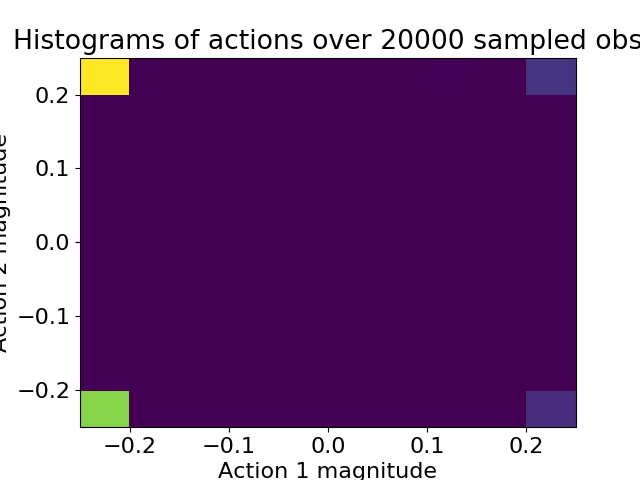 Histograms of actions over 20000 sampled obs
0.2
0.1
0.0
−0.1
−0.2
Action 2 magnitude
−0.2 −0.1 0.0 0.1 0.2
Action 1 magnitude